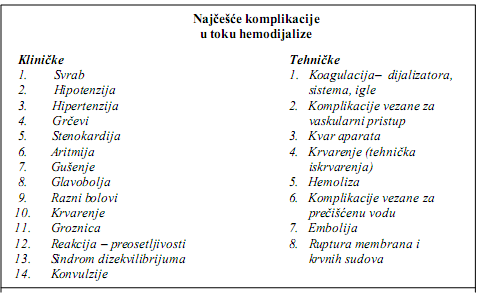 Najčešće komplikacije
u toku hemodijalize
Kliničke
1. Svrab
2. Hipotenzija
3. Hipertenzija
4. Grčevi
5. Stenokardija
6. Aritmija
7. Gušenje
8. Glavobolja
9. Razni bolovi
10. Krvarenje
11. Groznica
12. Reakcija – preosetljivosti
13. Sindrom dizekvilibrijuma
14. Konvulzije
Tehničke
1. Koagulacija– dijalizatora,
sistema, igle
2. Komplikacije vezane za
vaskularni pristup
3. Kvar aparata
4. Krvarenje (tehnička
iskrvarenja)
5. Hemoliza
6. Komplikacije vezane za
prečišćenu vodu
7. Embolija
8. Ruptura membrana i
krvnih sudova